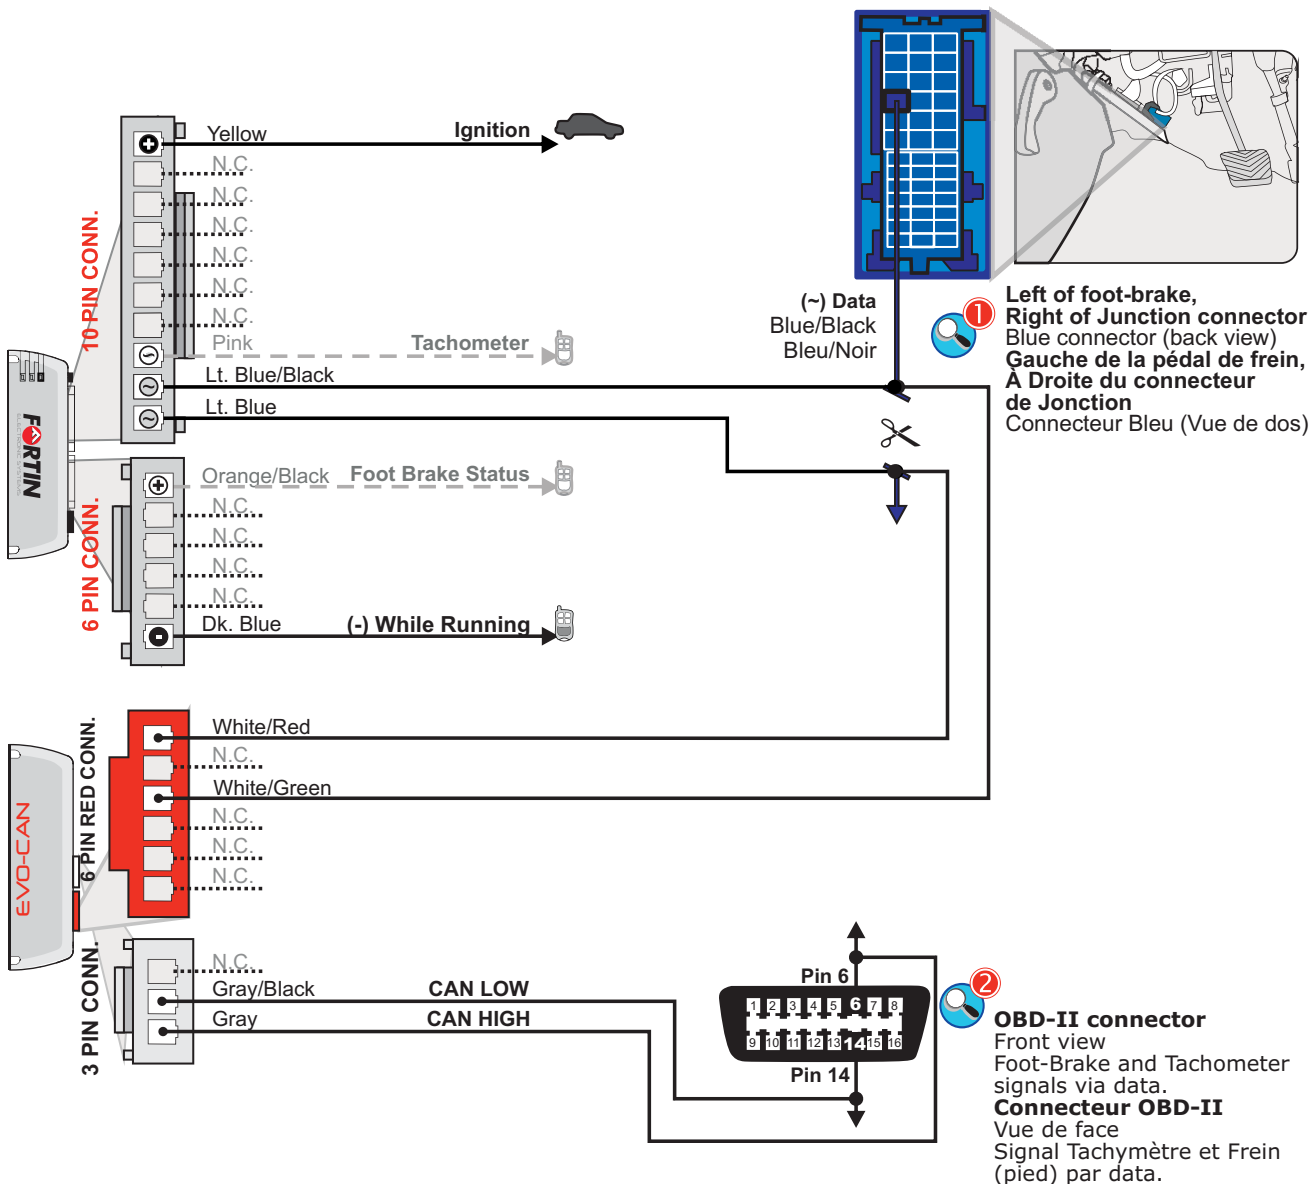 Yellow
Ignition
N.C.
N.C.
N.C.
N.C.
N.C.
N.C.
Pink
Tachometer
Lt. Blue/Black
Lt. Blue
10 PIN CONN.
FORTIN
Orange/Black
Foot Brake Status
N.C.
N.C.
N.C.
N.C.
Dk. Blue
(-) While Running
6 PIN CONN.
(~) Data
Blue/Black
Bleu/Noir
1
Left of foot-brake,
Right of Junction connector
Blue connector (back view)
Gauche de la pédal de frein,
À Droite du connecteur
de Jonction
Connecteur Bleu (Vue de dos)
White/Red
N.C.
White/Green
N.C.
N.C.
N.C.
6 PIN RED CONN.
EVO-CAN
3 PIN CONN.
N.C.
Gray/Black
CAN LOW
Gray
CAN HIGH
Pin 6
1 2 3 4 5 6 7 8
9 10 11 12 13 14 15 16
Pin 14
2
OBD-II connector
Front view
Foot-Brake and Tachometer
signals via data.
Connecteur OBD-II
Vue de face
Signal Tachymètre et Frein
(pied) par data.